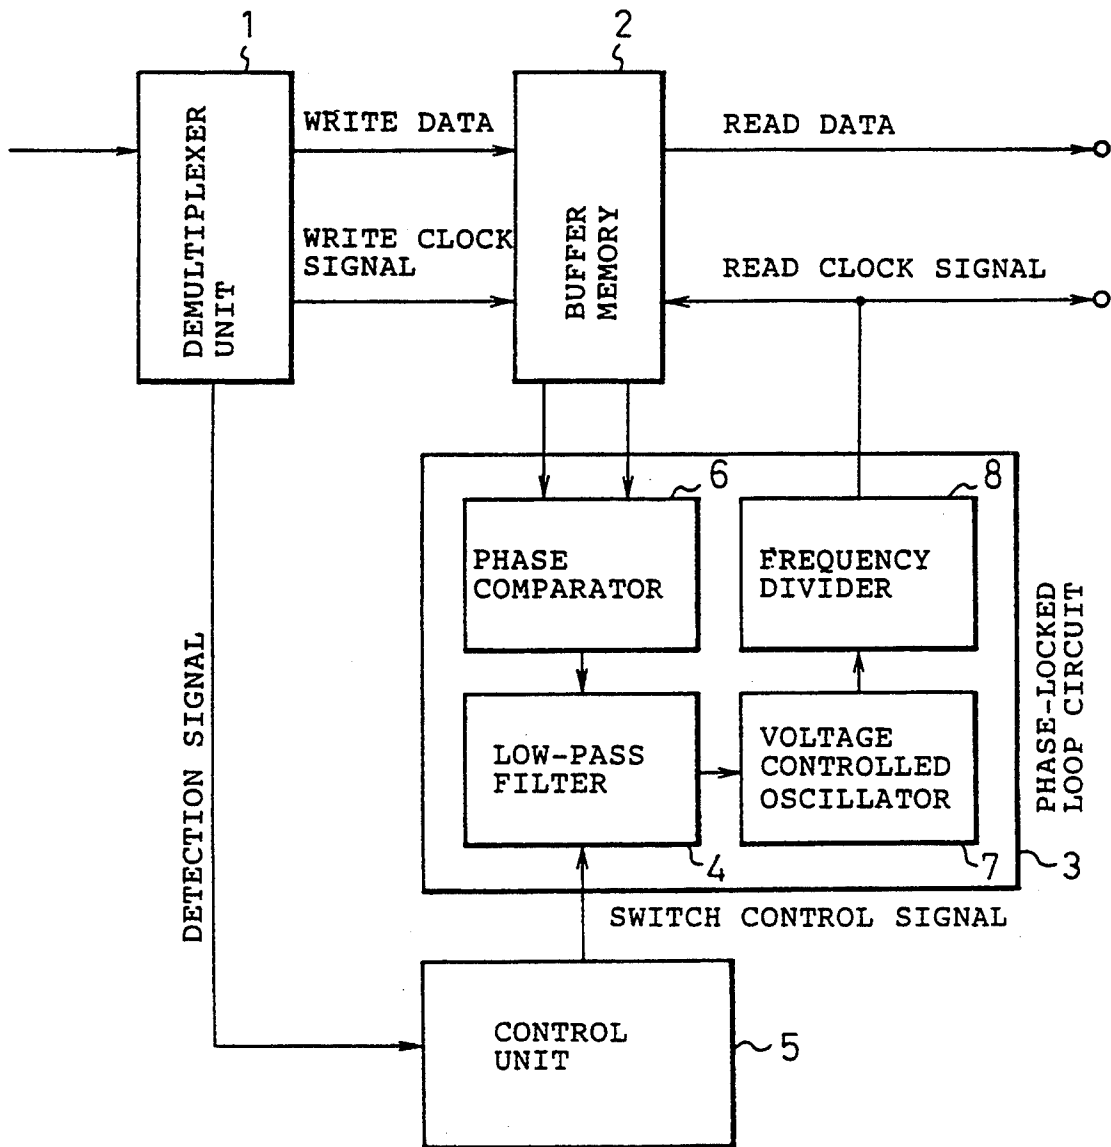 1
2
DEMULTIPLEXER
UNIT
WRITE DATA
WRITE CLOCK
SIGNAL
BUFFER
MEMORY
READ DATA
READ CLOCK SIGNAL
6
PHASE
COMPARATOR
8
FREQUENCY
DIVIDER
LOW-PASS
FILTER
4
VOLTAGE
CONTROLLED
OSCILLATOR
7
PHASE-LOCKED
LOOP CIRCUIT
3
DETECTION SIGNAL
SWITCH CONTROL SIGNAL
CONTROL
UNIT
5